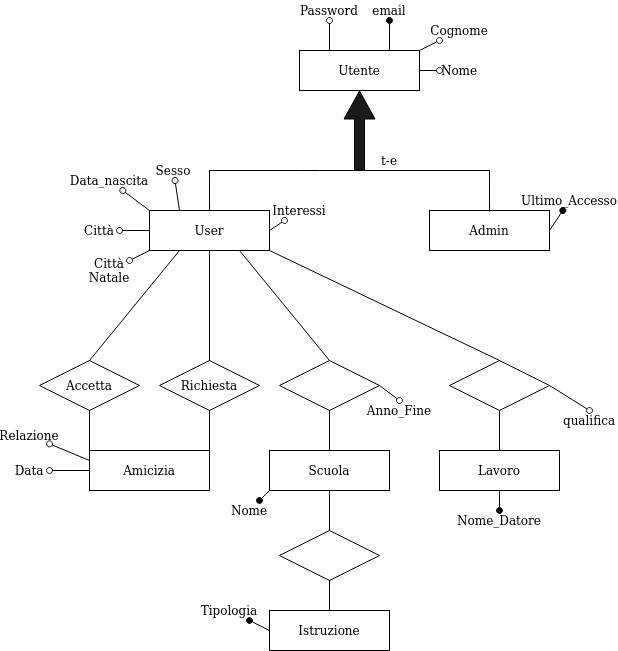 Password
email
Cognome
Utente
Nome
t-e
Sesso
Data_nascita
Ultimo_Accesso
Interessi
Città
User
Admin
Città
Natale
Accetta
Richiesta
Anno_Fine
qualifica
Relazione
Data
Amicizia
Scuola
Lavoro
Nome
Nome_Datore
Tipologia
Istruzione